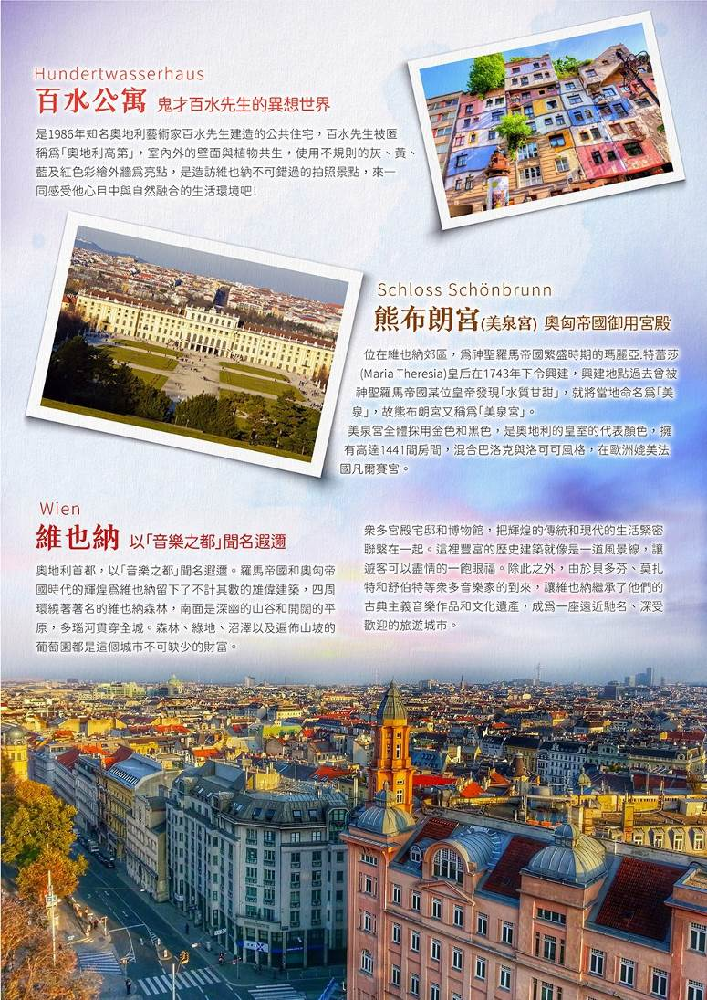 Hundertwasserhaus
百水公寓 鬼才百水先生的異想世界
是1986年知名奧地利藝術家百水先生建造的公共住宅，百水先生被匿
稱爲「奧地利高第」，室內外的壁面與植物共生，使用不規則的灰、黃、
藍及紅色彩繪外牆爲亮點，是造訪維也納不可錯過的拍照景點，來一
同感受他心目中與自然融合的生活環境吧!
Schloss Schönbrunn
熊布朗宮(美泉宮) 奧匈帝國御用宮殿
位在維也納郊區，爲神聖羅馬帝國繁盛時期的瑪麗亞.特蕾莎
(Maria Theresia)皇后在1743年下令興建，興建地點過去曾被
神聖羅馬帝國某位皇帝發現「水質甘甜」，就將當地命名爲「美
泉」，故熊布朗宮又稱爲「美泉宮」。
美泉宮全體採用金色和黑色，是奧地利的皇室的代表顏色，擁
有高達1441間房間，混合巴洛克與洛可可風格，在歐洲媲美法
國凡爾賽宮。
Wien
維也納 以「音樂之都」聞名遐邇
奧地利首都，以「音樂之都」聞名遐邇。羅馬帝國和奧匈帝
國時代的輝煌爲維也納留下了不計其數的雄偉建築，四周
環繞著著名的維也納森林，南面是深幽的山谷和開闊的平
原，多瑙河貫穿全城。森林、綠地、沼澤以及遍佈山坡的
葡萄園都是這個城市不可缺少的財富。
眾多宮殿宅邸和博物館，把輝煌的傳統和現代的生活緊密
聯繫在一起。這裡豐富的歷史建築就像是一道風景線，讓
遊客可以盡情的一飽眼福。除此之外，由於貝多芬、莫扎
特和舒伯特等眾多音樂家的到來，讓維也納繼承了他們的
古典主義音樂作品和文化遺產，成爲一座遠近馳名、深受
歡迎的旅遊城市。